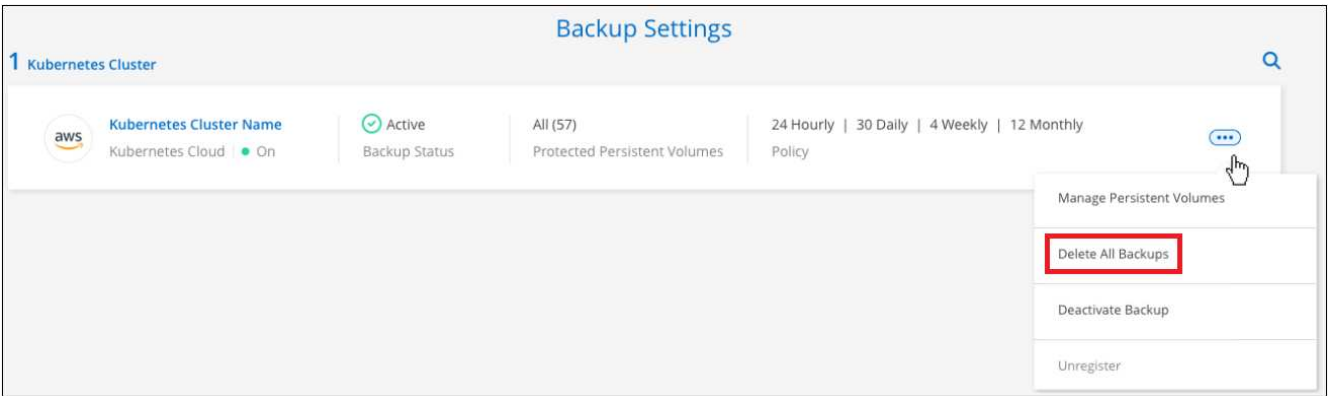 Backup Settings
1 Kubernetes Cluster
aws
Kubernetes Cluster Name
Kubernetes Cloud
On
Active
Backup Status
All (57)
Protected Persistent Volumes
24 Hourly | 30 Daily | 4 Weekly | 12 Monthly
Policy
Manage Persistent Volumes
Delete All Backups
Deactivate Backup
Unregister